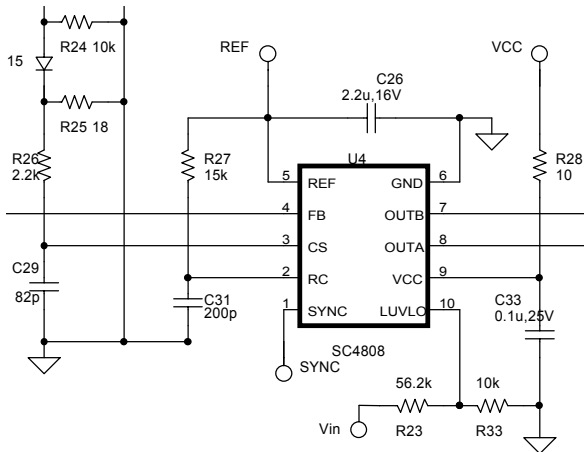 R24 10k
15
R25 18
R26
2.2k
C29
82p
REF
R27
15k
C31
200p
C26
2.2u,16V
VCC
R28
10
U4
5 REF GND 6
4 FB OUTB 7
3 CS OUTA 8
2 RC VCC 9
1 SYNC LUVLO 10
SC4808
SYNC
C33
0.1u,25V
56.2k
10k
Vin
R23
R33